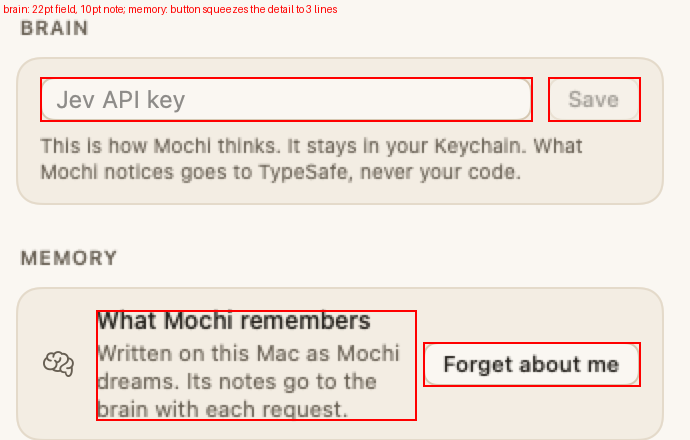 brain: 22pt field, 10pt note; memory: button squeezes the detail to 3 lines
BRAIN
Jev API key
Save
This is how Mochi thinks. It stays in your Keychain. What
Mochi notices goes to TypeSafe, never your code.
MEMORY
What Mochi remembers
Written on this Mac as Mochi
dreams. Its notes go to the
brain with each request.
Forget about me